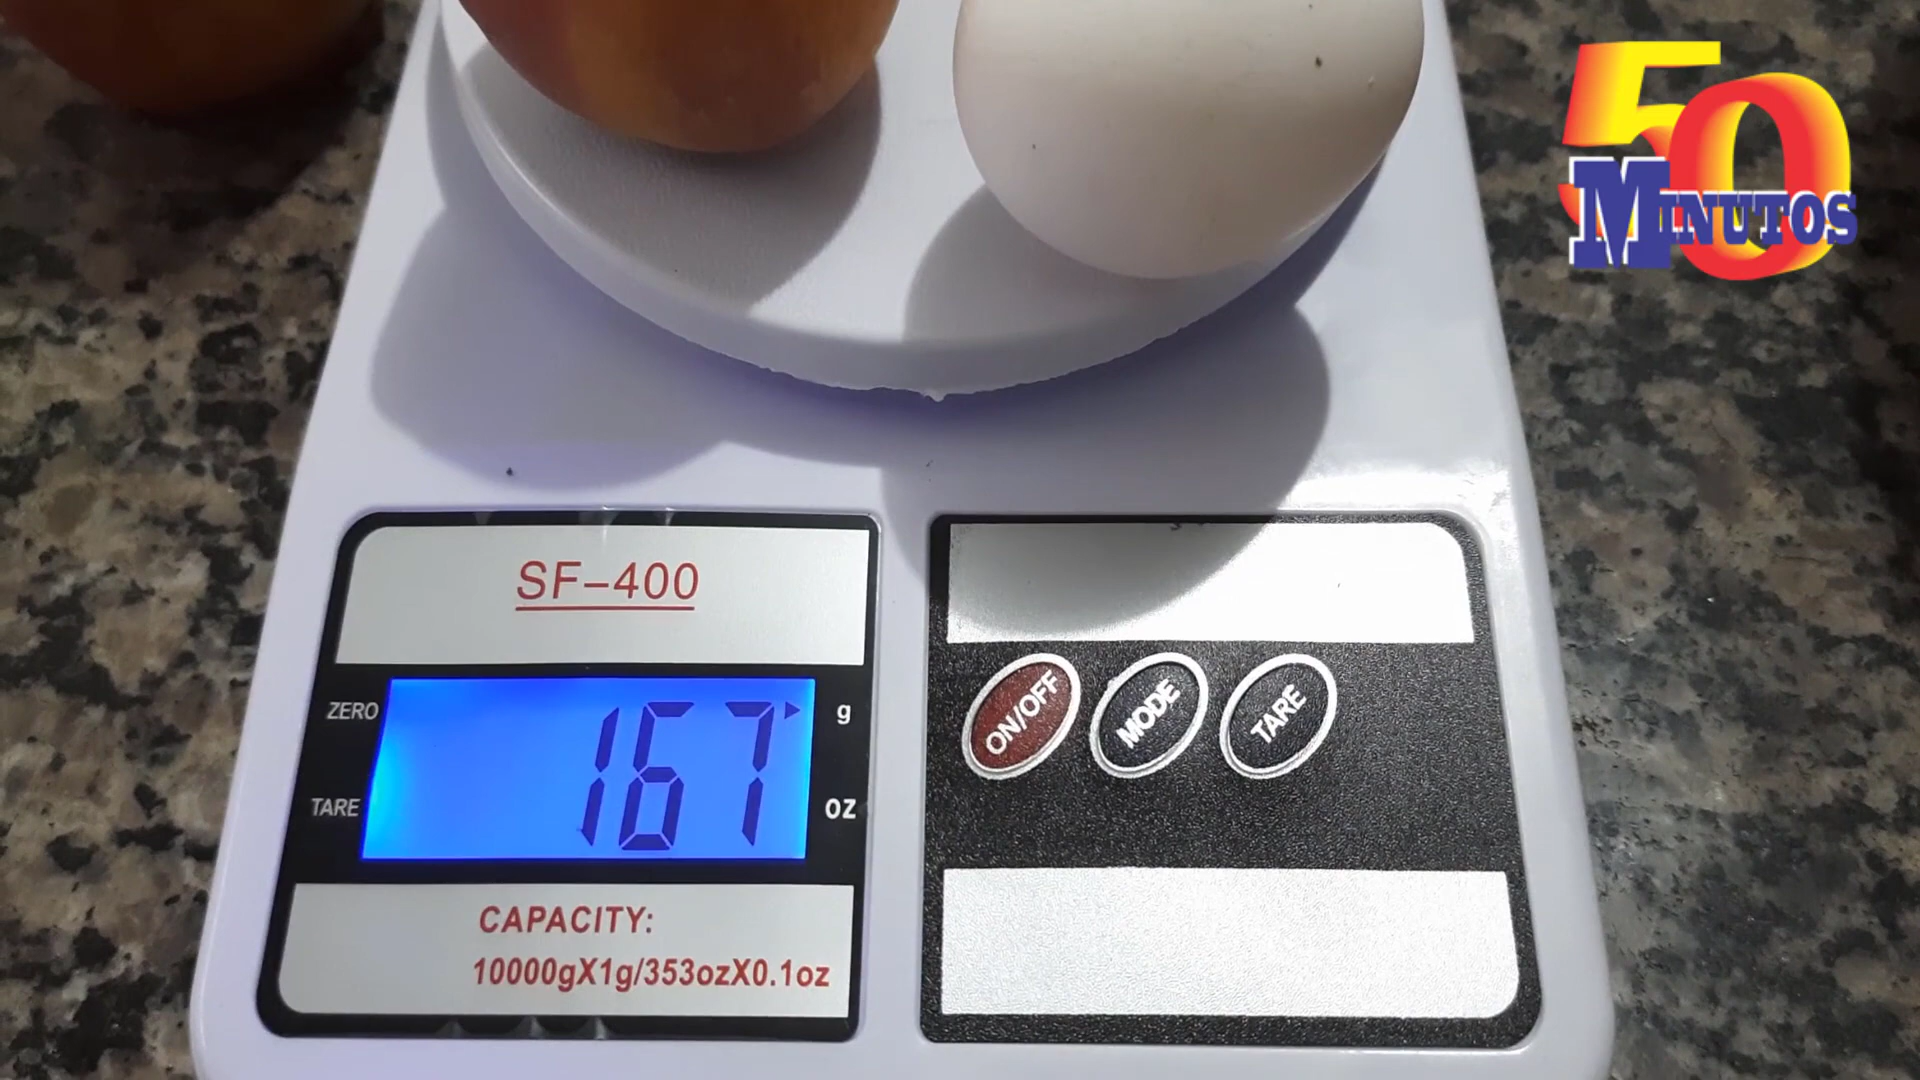 50
MINUTOS
SF-400
ZERO
g
167
TARE
oz
ON/OFF
MODE
TARE
CAPACITY:
10000gX1g/353ozX0.1oz